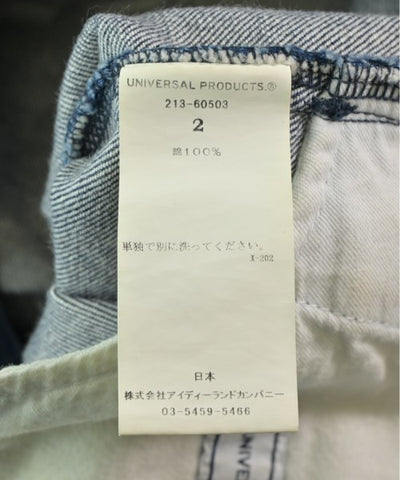 UNIVERSAL PRODUCTS.®
213-60503
2
綿100%
単独で別に洗ってください。
X-202
日本
株式会社アイディーランドカンパニー
03-5459-5466
UNIVER